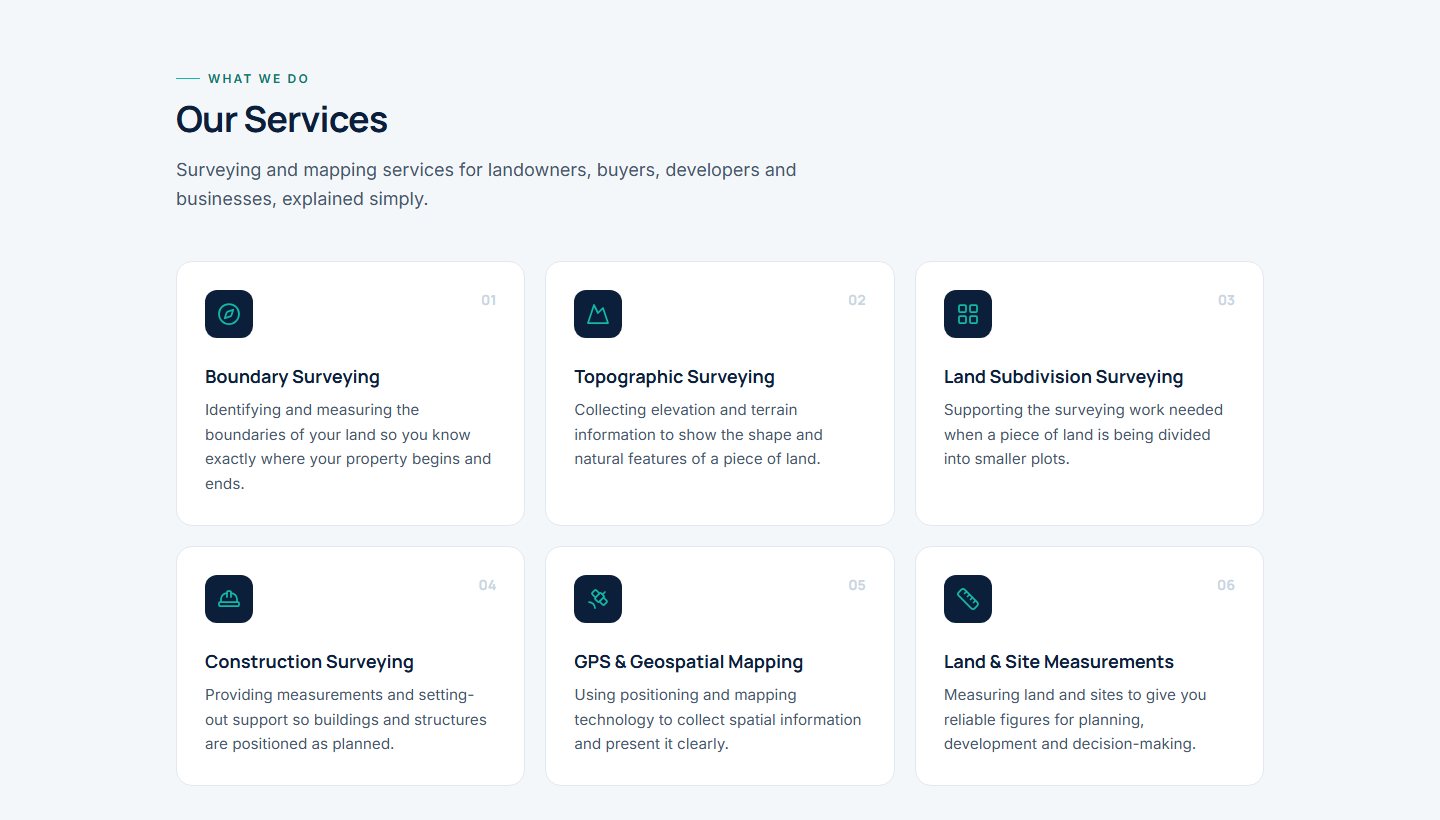 WHAT WE DO
Our Services
Surveying and mapping services for landowners, buyers, developers and
businesses, explained simply.
01
Boundary Surveying
Identifying and measuring the
boundaries of your land so you know
exactly where your property begins and
ends.
02
Topographic Surveying
Collecting elevation and terrain
information to show the shape and
natural features of a piece of land.
03
Land Subdivision Surveying
Supporting the surveying work needed
when a piece of land is being divided
into smaller plots.
04
Construction Surveying
Providing measurements and setting-
out support so buildings and structures
are positioned as planned.
05
GPS & Geospatial Mapping
Using positioning and mapping
technology to collect spatial information
and present it clearly.
06
Land & Site Measurements
Measuring land and sites to give you
reliable figures for planning,
development and decision-making.